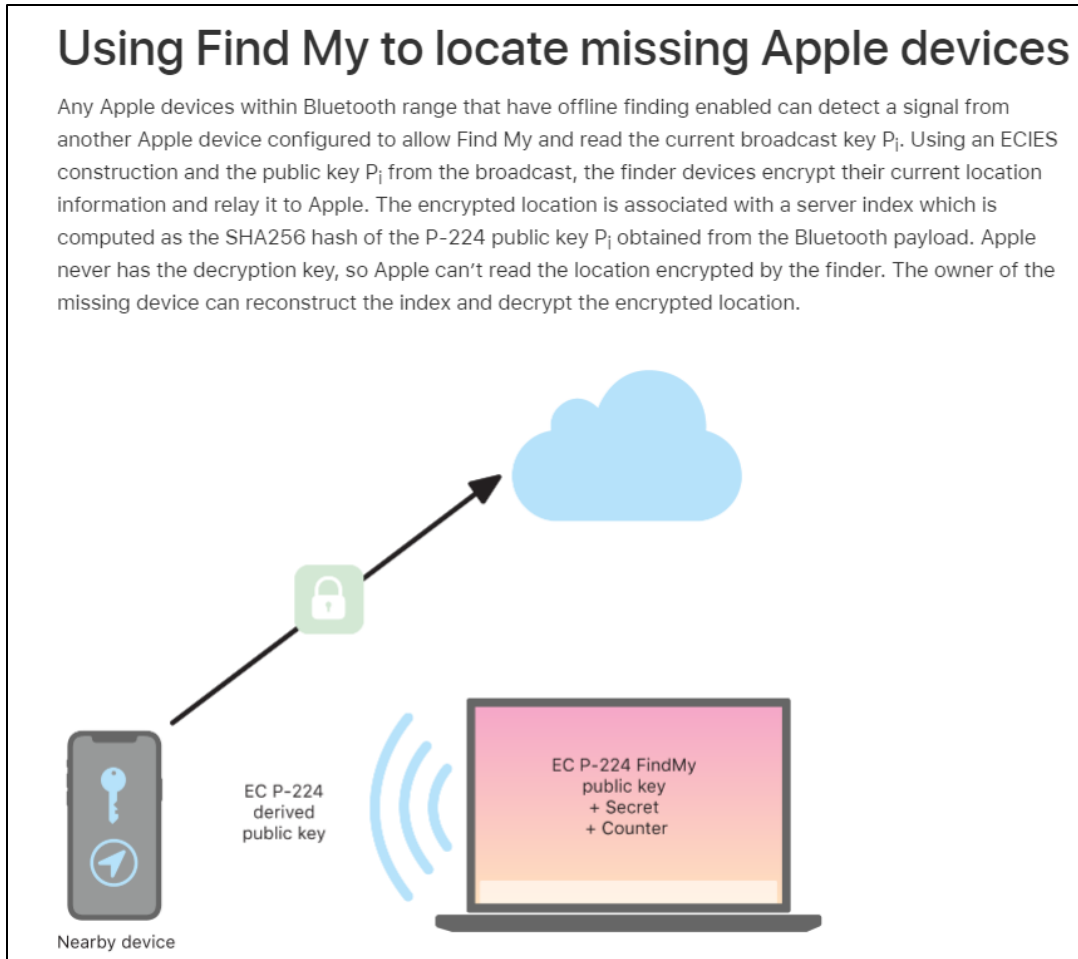 Using Find My to locate missing Apple devices
Any Apple devices within Bluetooth range that have offline finding enabled can detect a signal from
another Apple device configured to allow Find My and read the current broadcast key Pi. Using an ECIES
construction and the public key Pi from the broadcast, the finder devices encrypt their current location
information and relay it to Apple. The encrypted location is associated with a server index which is
computed as the SHA256 hash of the P-224 public key Pi obtained from the Bluetooth payload. Apple
never has the decryption key, so Apple can’t read the location encrypted by the finder. The owner of the
missing device can reconstruct the index and decrypt the encrypted location.
EC P-224
derived
public key
EC P-224 FindMy
public key
+ Secret
+ Counter
Nearby device